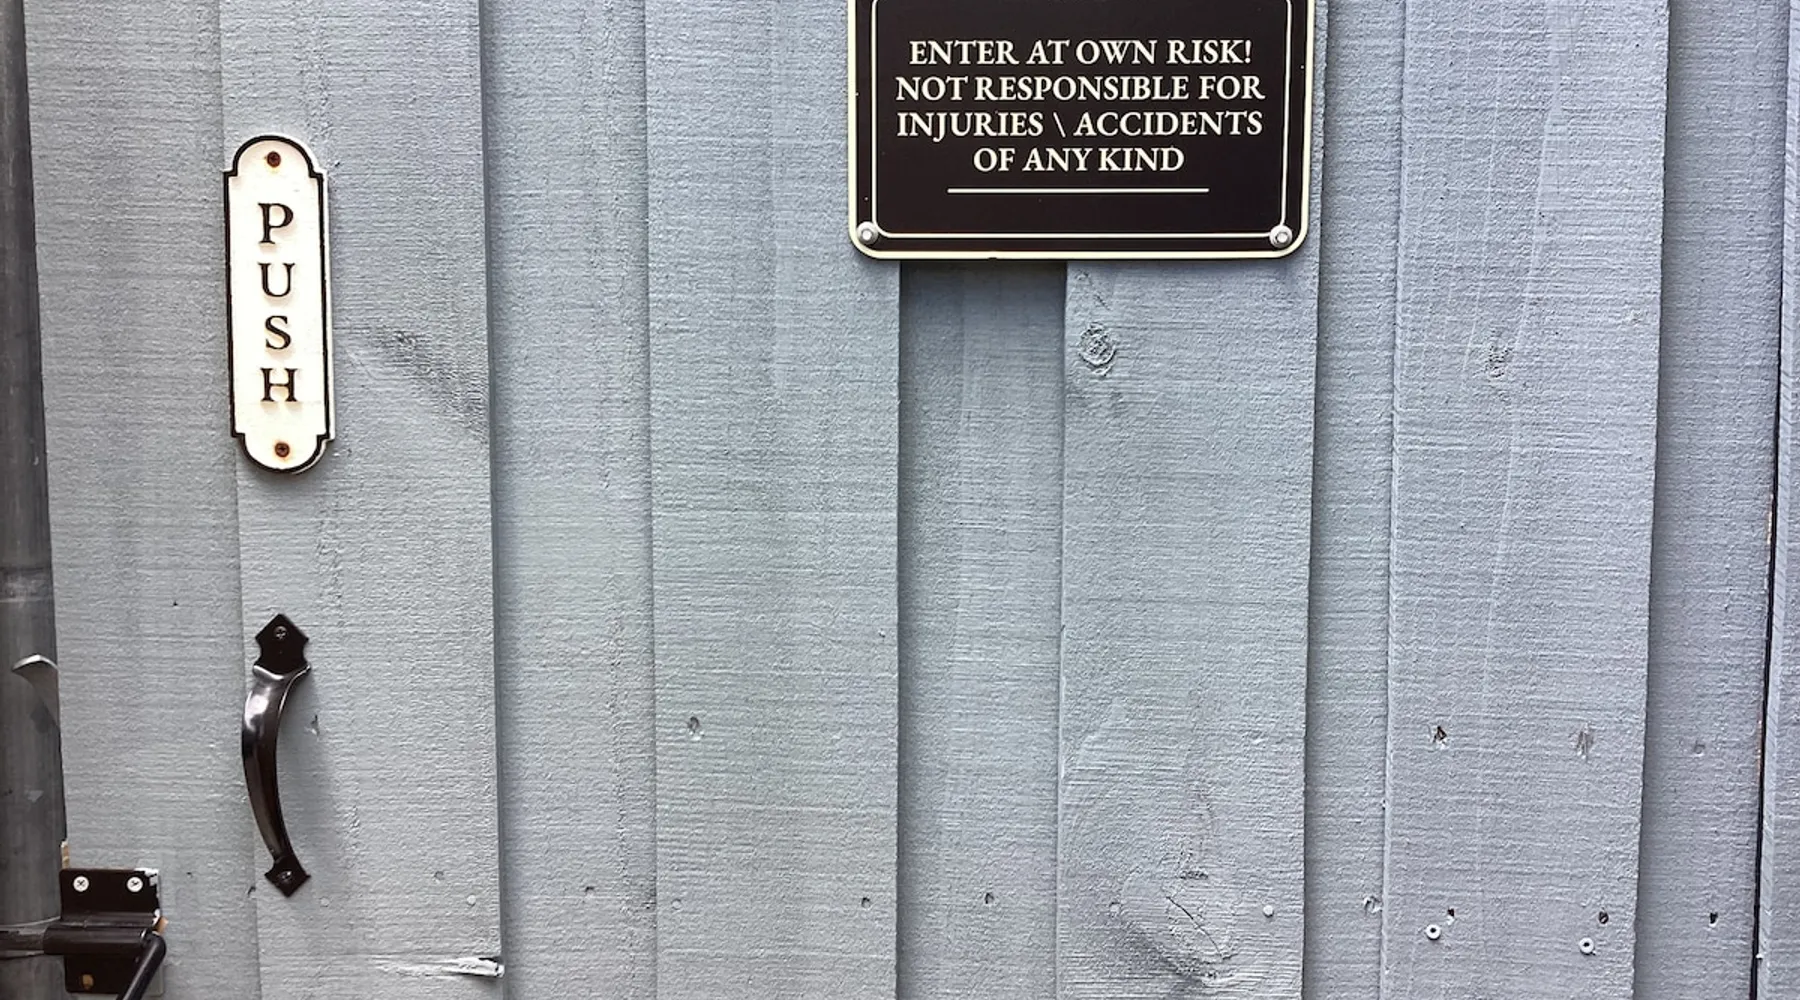 PUSH
ENTER AT OWN RISK!
NOT RESPONSIBLE FOR
INJURIES \ ACCIDENTS
OF ANY KIND